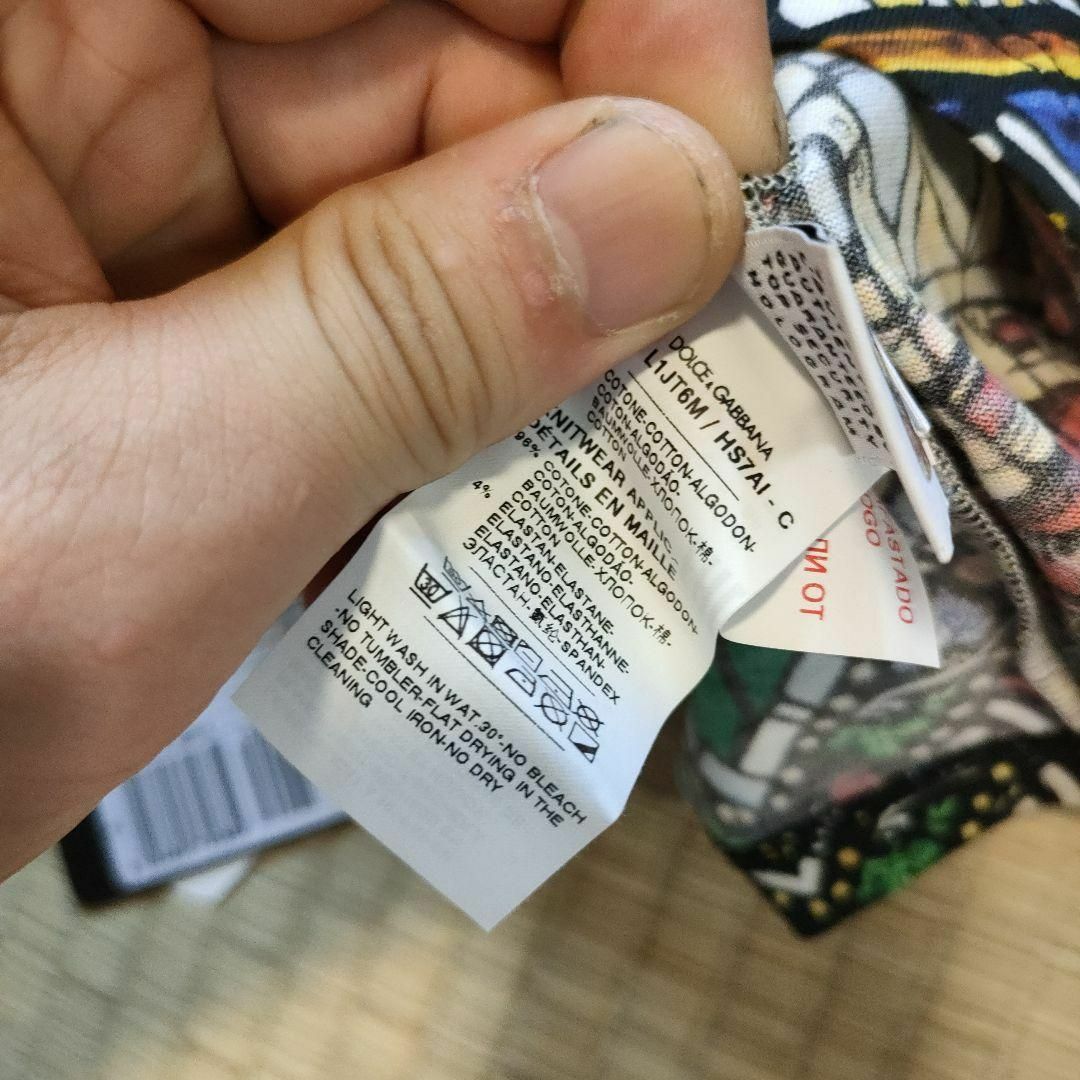 DOLCE & GABBANA
L1JT6M / HS7AI - C
COTONE-COTTON-ALGODON-
COTON-ALGODÃO-
BAUMWOLLE-ХЛОПОК-棉-
COTTON
KNITWEAR APPLIC.
DÉTAILS EN MAILLE
96% COTONE-COTTON-ALGODON-
COTON-ALGODÃO-
BAUMWOLLE-ХЛОПОК-棉-
COTTON
4% ELASTAN-ELASTANE-
ELASTANO-ELASTHANNE-
ELASTANO-ELASTHAN-
ЭЛАСТАН-氨纶-SPANDEX
30
LIGHT WASH IN WAT.30°-NO BLEACH
-NO TUMBLER-FLAT DRYING IN THE
SHADE-COOL IRON-NO DRY
CLEANING
ОТ